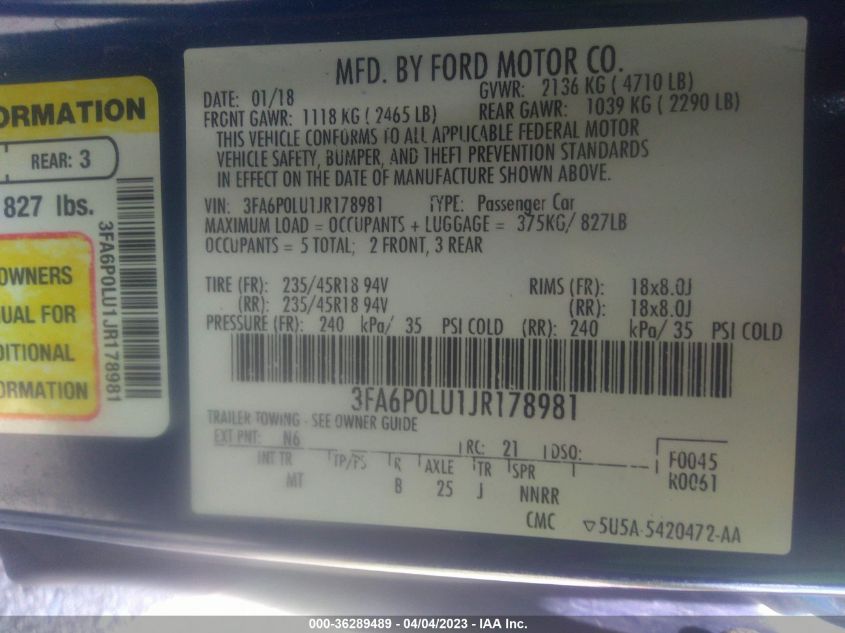 ORMATION
REAR: 3
827 lbs.
OWNERS
UAL FOR
DITIONAL
ORMATION
3FA6P0LU1JR178981
MFD. BY FORD MOTOR CO.
DATE: 01/18 GVWR: 2136 KG ( 4710 LB)
FRONT GAWR: 1118 KG ( 2465 LB) REAR GAWR: 1039 KG ( 2290 LB)
THIS VEHICLE CONFORMS TO ALL APPLICABLE FEDERAL MOTOR
VEHICLE SAFETY, BUMPER, AND THEFT PREVENTION STANDARDS
IN EFFECT ON THE DATE OF MANUFACTURE SHOWN ABOVE.
VIN: 3FA6P0LU1JR178981 TYPE: Passenger Car
MAXIMUM LOAD = OCCUPANTS + LUGGAGE = 375KG/ 827LB
OCCUPANTS = 5 TOTAL; 2 FRONT, 3 REAR
TIRE (FR): 235/45R18 94V RIMS (FR): 18x8.0J
(RR): 235/45R18 94V (RR): 18x8.0J
PRESSURE (FR): 240 kPa/ 35 PSI COLD (RR): 240 kPa/ 35 PSI COLD
3FA6P0LU1JR178981
TRAILER TOWING - SEE OWNER GUIDE
EXT PNT: N6 RC: 21 DSO: F0045
INT TR TP/PS R AXLE TR SPR R0061
MT B 25 J NNRR
CMC ▽5U5A-5420472-AA
000-36289489 - 04/04/2023 - IAA Inc.